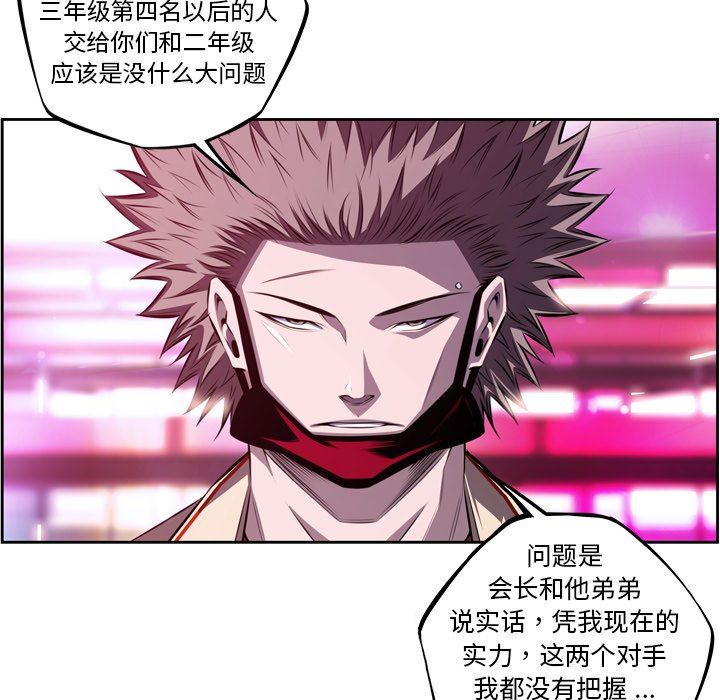 三年级第四名以后的人
交给你们和二年级
应该是没什么大问题
问题是
会长和他弟弟
说实话，凭我现在的
实力，这两个对手
我都没有把握 ...